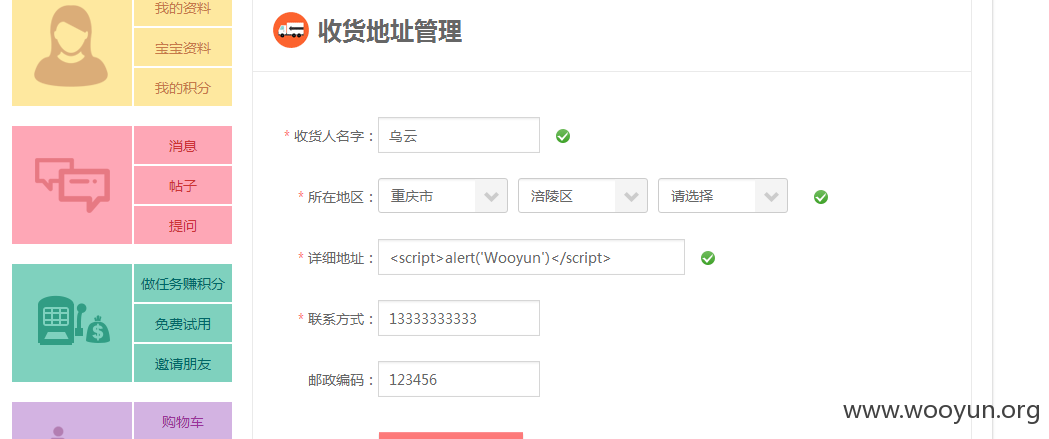 我的资料
宝宝资料
我的积分
消息
帖子
提问
做任务赚积分
免费试用
邀请朋友
购物车
收货地址管理
* 收货人名字： 乌云
* 所在地区： 重庆市 涪陵区 请选择
* 详细地址： <script>alert('Wooyun')</script>
* 联系方式： 13333333333
邮政编码： 123456
www.wooyun.org